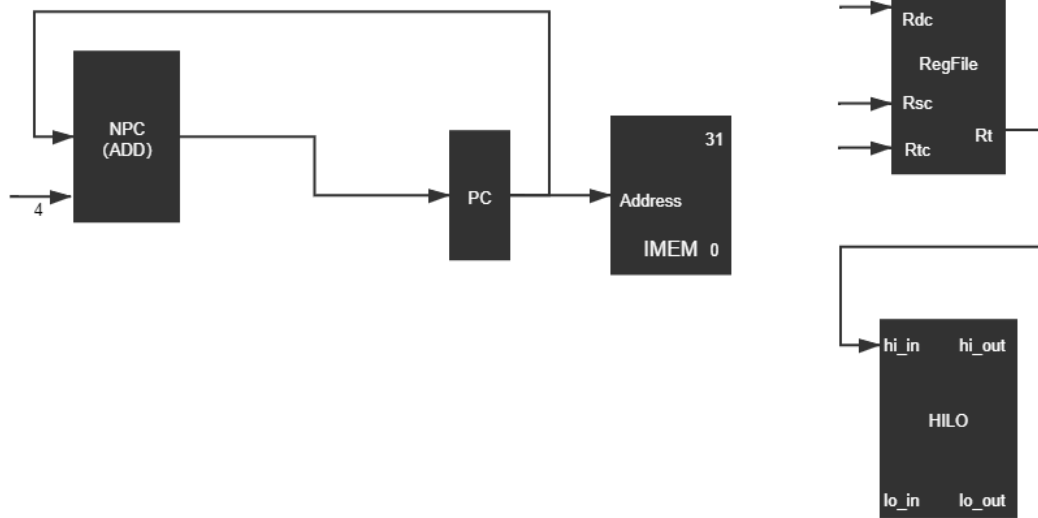 NPC
(ADD)
4
PC
31
Address
IMEM 0
Rdc
RegFile
Rsc
Rtc
Rt
hi_in hi_out
HILO
lo_in lo_out